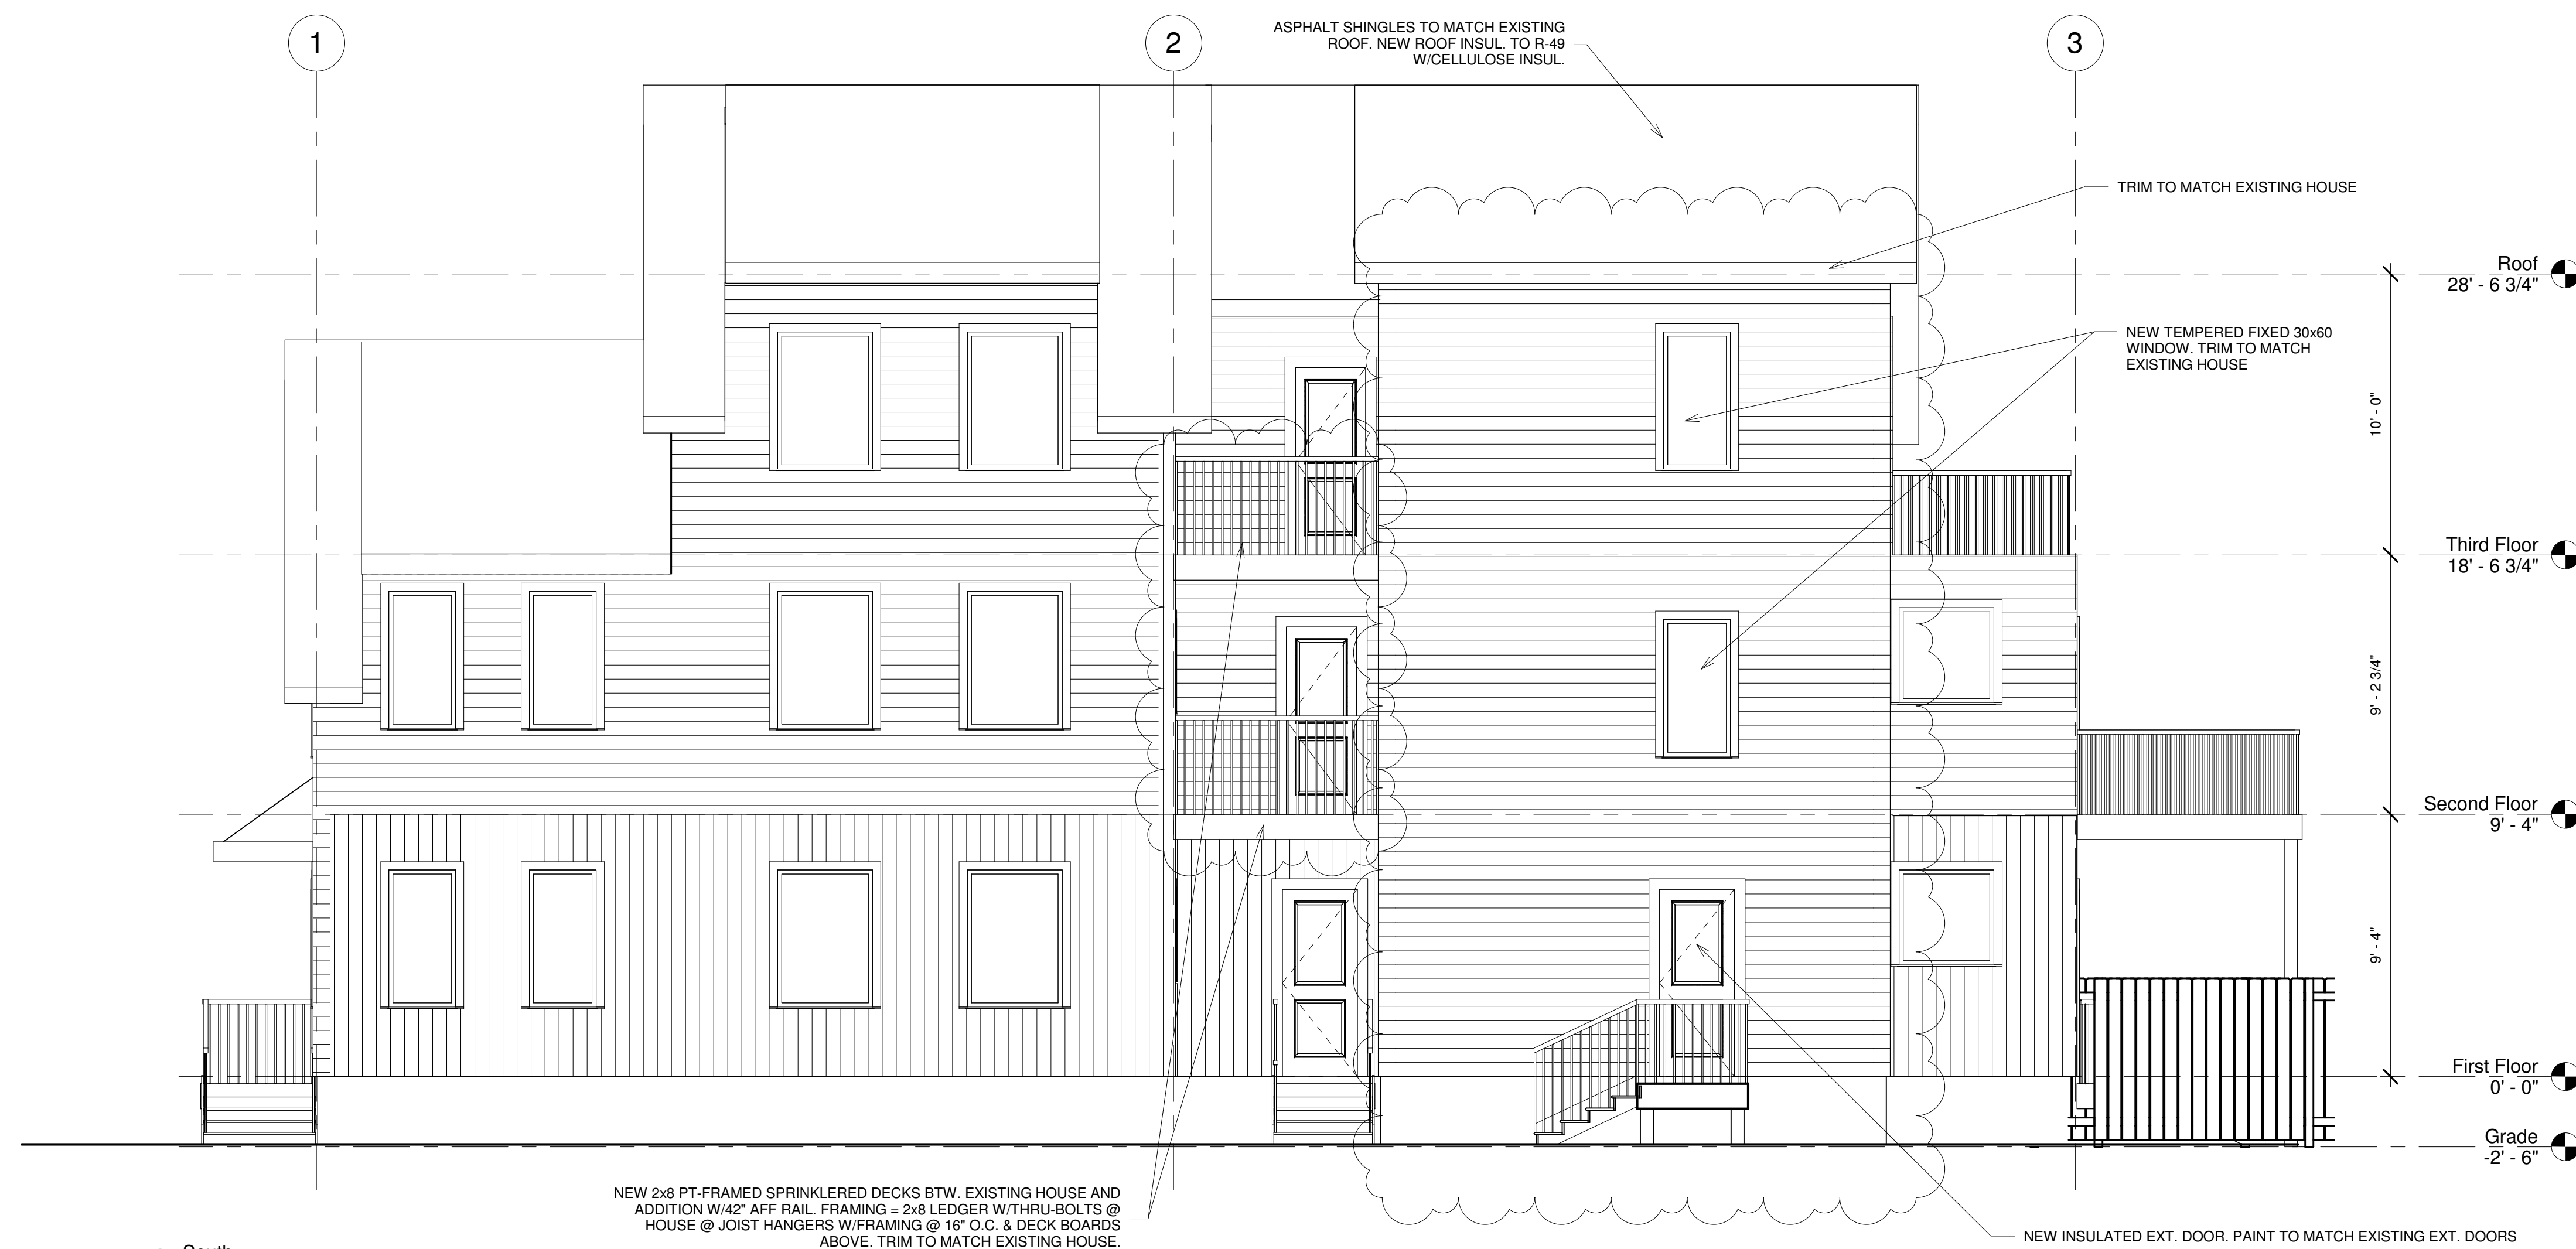 1
2
3
ASPHALT SHINGLES TO MATCH EXISTING
ROOF. NEW ROOF INSUL. TO R-49
W/CELLULOSE INSUL.
TRIM TO MATCH EXISTING HOUSE
Roof
28' - 6 3/4"
NEW TEMPERED FIXED 30x60
WINDOW. TRIM TO MATCH
EXISTING HOUSE
10' - 0"
Third Floor
18' - 6 3/4"
9' - 2 3/4"
Second Floor
9' - 4"
9' - 4"
First Floor
0' - 0"
Grade
-2' - 6"
NEW 2x8 PT-FRAMED SPRINKLERED DECKS BTW. EXISTING HOUSE AND
ADDITION W/42" AFF RAIL. FRAMING = 2x8 LEDGER W/THRU-BOLTS @
HOUSE @ JOIST HANGERS W/FRAMING @ 16" O.C. & DECK BOARDS
ABOVE. TRIM TO MATCH EXISTING HOUSE.
NEW INSULATED EXT. DOOR. PAINT TO MATCH EXISTING EXT. DOORS
South